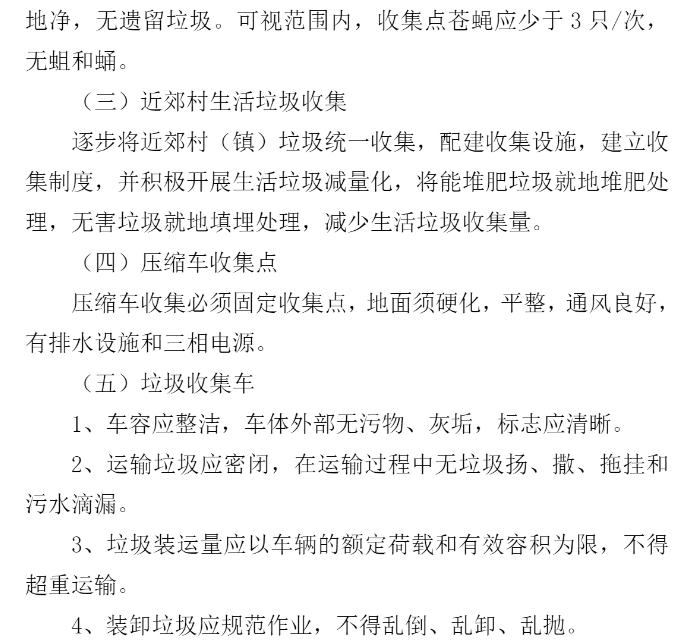 地净，无遗留垃圾。可视范围内，收集点苍蝇应少于 3 只/次，
无蛆和蛹。
（三）近郊村生活垃圾收集
逐步将近郊村（镇）垃圾统一收集，配建收集设施，建立收
集制度，并积极开展生活垃圾减量化，将能堆肥垃圾就地堆肥处
理，无害垃圾就地填埋处理，减少生活垃圾收集量。
（四）压缩车收集点
压缩车收集必须固定收集点，地面须硬化，平整，通风良好，
有排水设施和三相电源。
（五）垃圾收集车
1、车容应整洁，车体外部无污物、灰垢，标志应清晰。
2、运输垃圾应密闭，在运输过程中无垃圾扬、撒、拖挂和
污水滴漏。
3、垃圾装运量应以车辆的额定荷载和有效容积为限，不得
超重运输。
4、装卸垃圾应规范作业，不得乱倒、乱卸、乱抛。